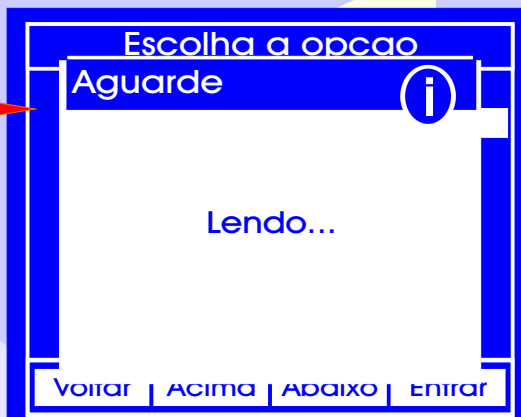 Escolha a opcao
Aguarde
i
Lendo...
Voltar Acima Abaixo Entrar